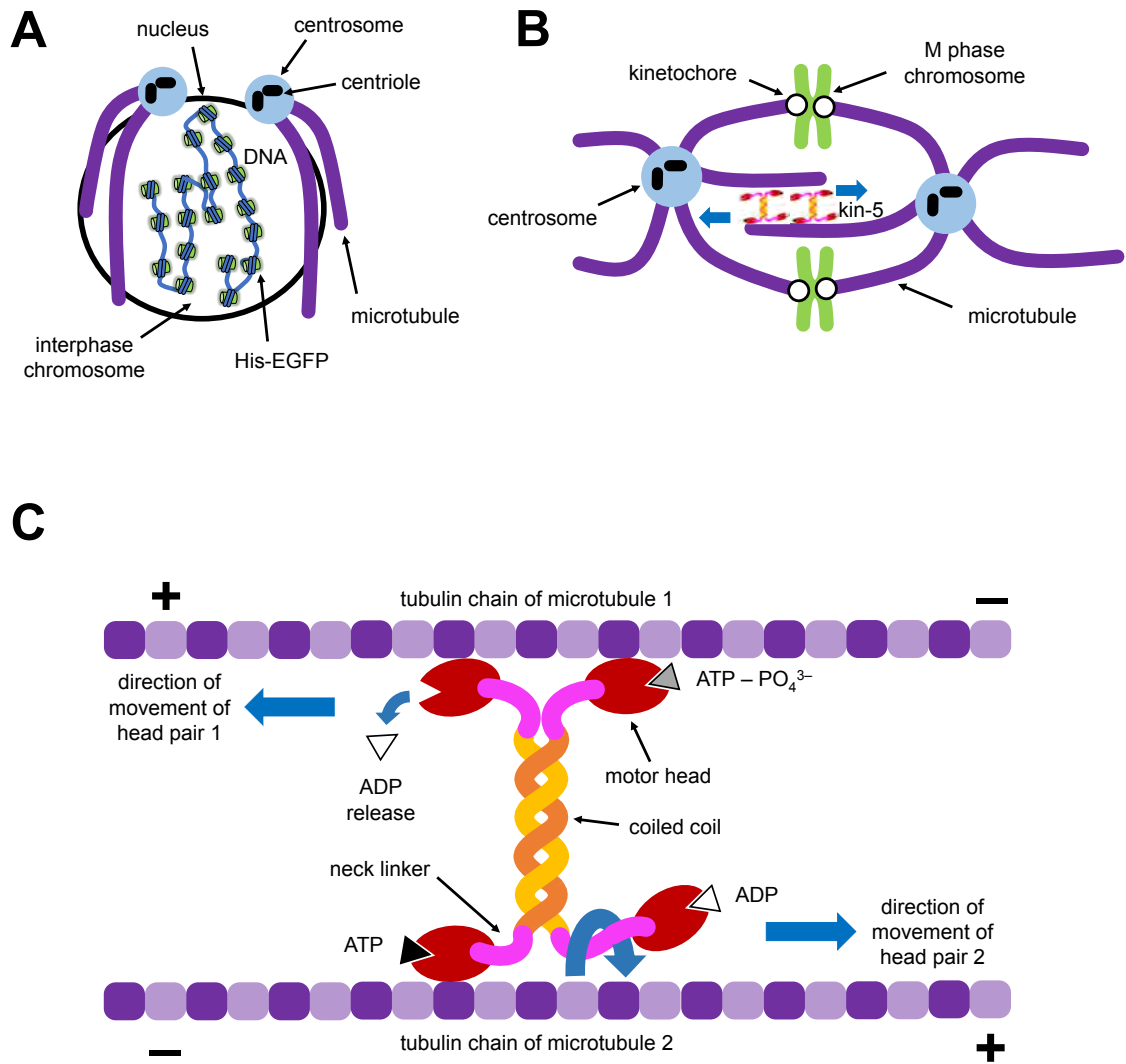 A
nucleus
centrosome
centriole
DNA
microtubule
interphase
chromosome
His-EGFP
B
kinetochore
M phase
chromosome
centrosome
kin-5
microtubule
C
+
tubulin chain of microtubule 1
–
direction of
movement of
head pair 1
ATP – PO₄³⁻
ADP
release
motor head
coiled coil
neck linker
ATP
ADP
direction of
movement of
head pair 2
–
tubulin chain of microtubule 2
+